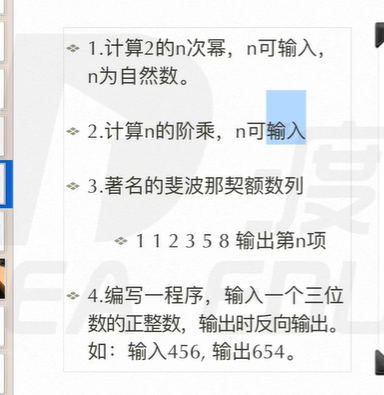 1.计算2的n次幂，n可输入，
n为自然数。
2.计算n的阶乘，n可输入
3.著名的斐波那契额数列
1 1 2 3 5 8 输出第n项
4.编写一程序，输入一个三位
数的正整数，输出时反向输出。
如：输入456, 输出654。